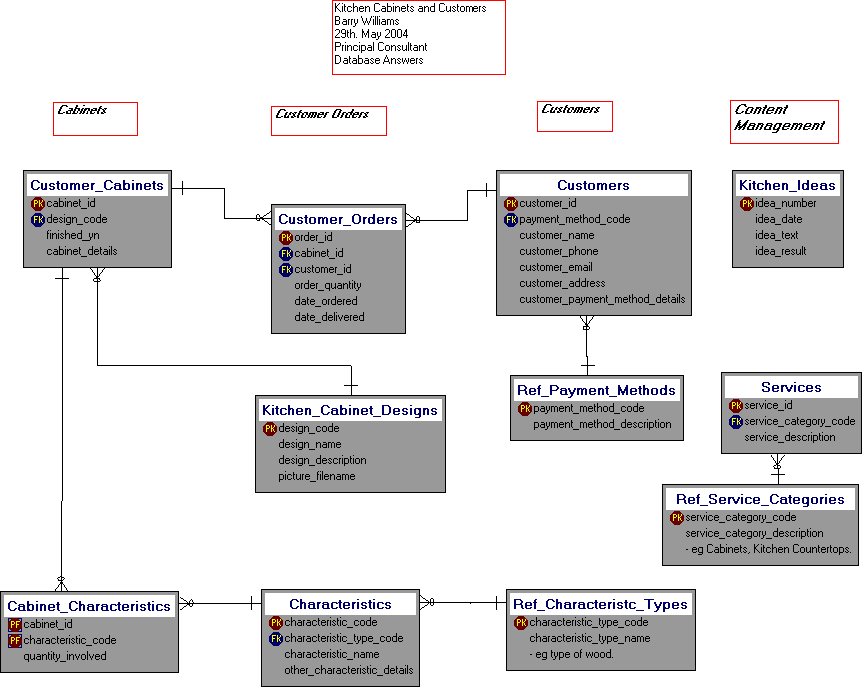 Kitchen Cabinets and Customers
Barry Williams
29th. May 2004
Principal Consultant
Database Answers
Cabinets
Customer Orders
Customers
Content
Management
Customer_Cabinets
PK cabinet_id
FK design_code
finished_yn
cabinet_details
Customer_Orders
PK order_id
FK cabinet_id
FK customer_id
order_quantity
date_ordered
date_delivered
Customers
PK customer_id
FK payment_method_code
customer_name
customer_phone
customer_email
customer_address
customer_payment_method_details
Kitchen_Ideas
PK idea_number
idea_date
idea_text
idea_result
Kitchen_Cabinet_Designs
PK design_code
design_name
design_description
picture_filename
Ref_Payment_Methods
PK payment_method_code
payment_method_description
Services
PK service_id
FK service_category_code
service_description
Ref_Service_Categories
PK service_category_code
service_category_description
- eg Cabinets, Kitchen Countertops.
Cabinet_Characteristics
PF cabinet_id
PF characteristic_code
quantity_involved
Characteristics
PK characteristic_code
FK characteristic_type_code
characteristic_name
other_characteristic_details
Ref_Characteristc_Types
PK characteristic_type_code
characteristic_type_name
- eg type of wood.